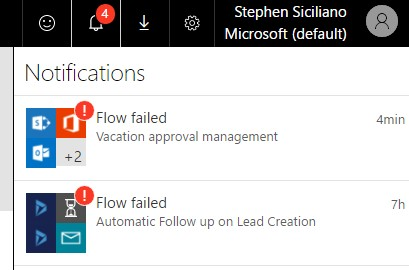 4
Stephen Siciliano
Microsoft (default)
Notifications
Flow failed
4min
Vacation approval management
+2
Flow failed
7h
Automatic Follow up on Lead Creation